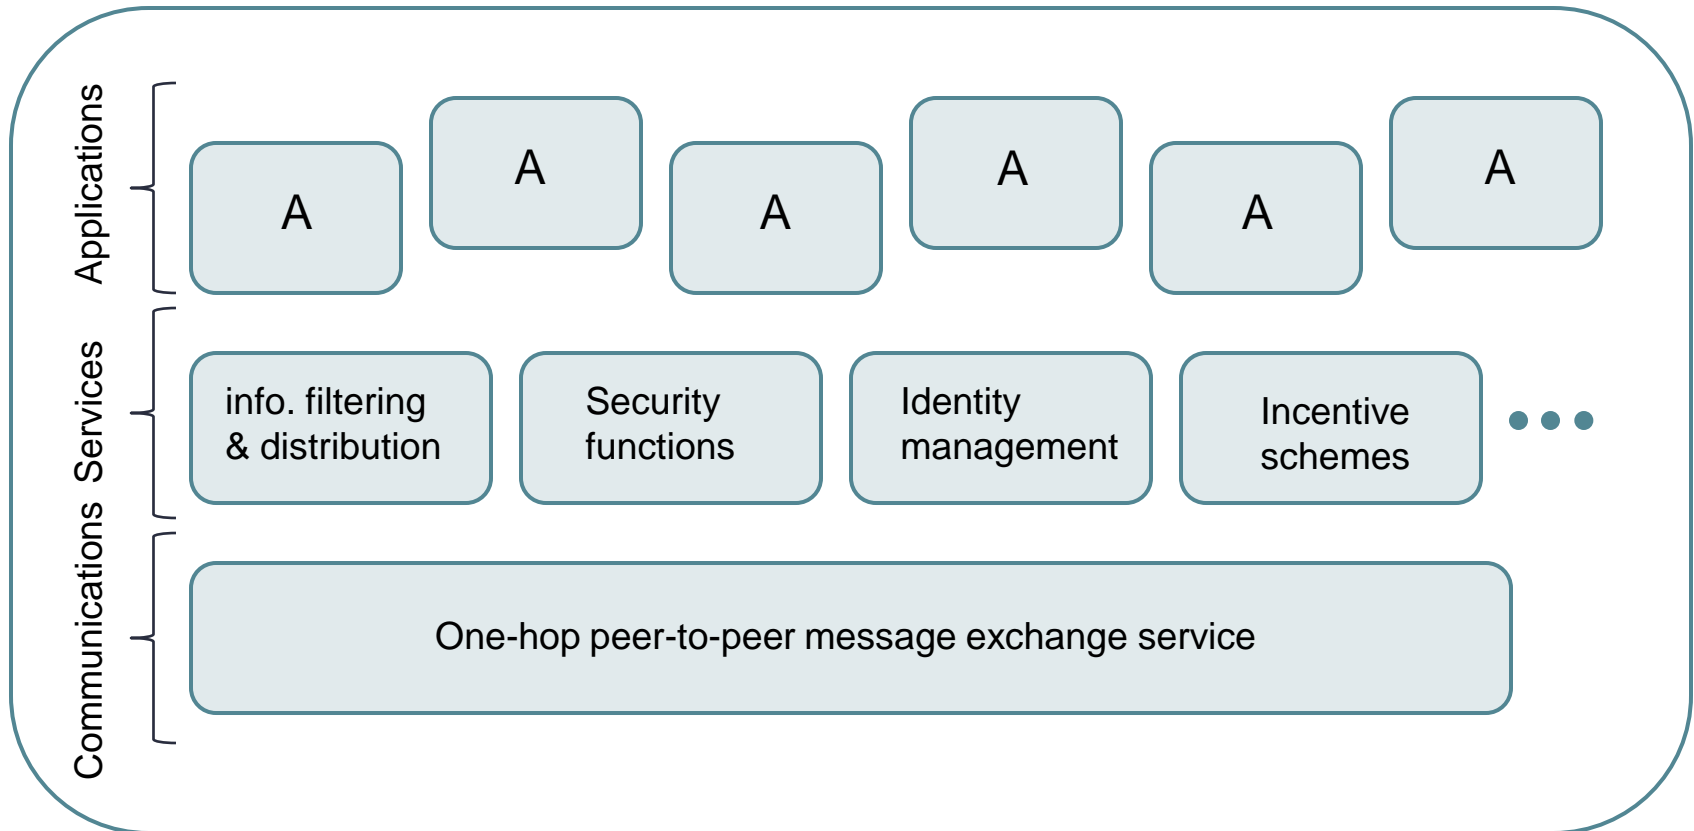 Applications
A
A
A
A
A
A
Services
info. filtering
& distribution
Security
functions
Identity
management
Incentive
schemes
Communications
One-hop peer-to-peer message exchange service